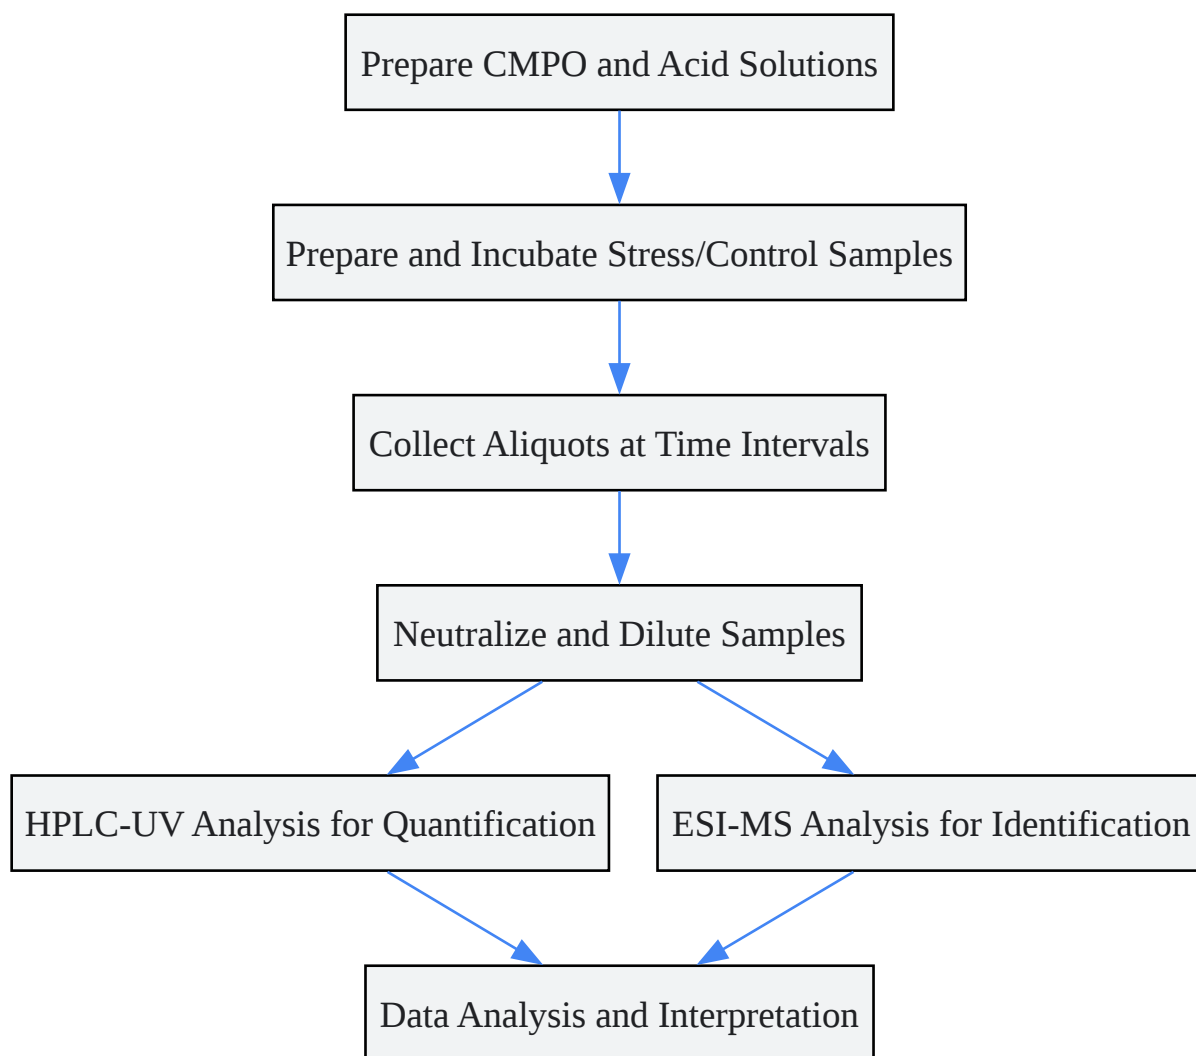 Prepare CMPO and Acid Solutions
Prepare and Incubate Stress/Control Samples
Collect Aliquots at Time Intervals
Neutralize and Dilute Samples
HPLC-UV Analysis for Quantification
ESI-MS Analysis for Identification
Data Analysis and Interpretation